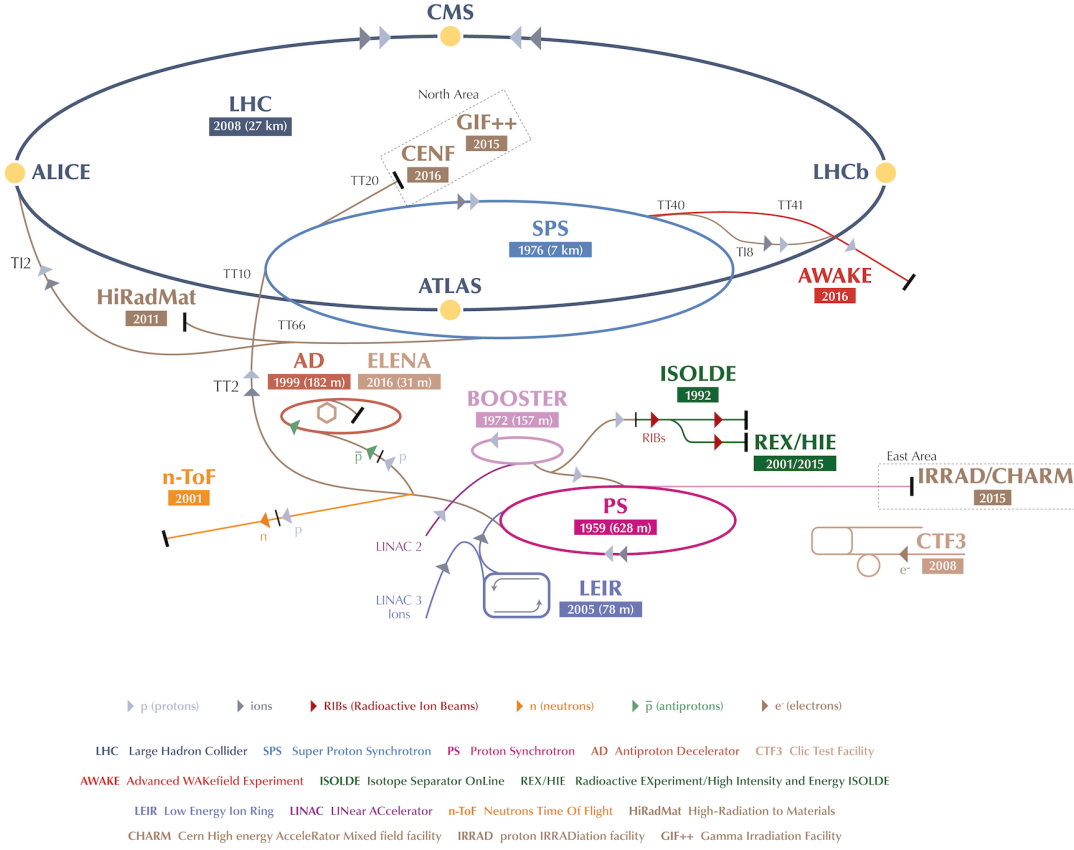 CMS
North Area
LHC
2008 (27 km)
GIF++
2015
CENF
2016
TT20
ALICE
LHCb
TT40
TT41
SPS
1976 (7 km)
TI8
TI2
TT10
AWAKE
2016
ATLAS
HiRadMat
2011
TT66
AD
1999 (182 m)
ELENA
2016 (31 m)
TT2
ISOLDE
1992
BOOSTER
1972 (157 m)
RIBs
REX/HIE
2001/2015
p̅
p
East Area
n-ToF
2001
IRRAD/CHARM
2015
PS
1959 (628 m)
n
p
LINAC 2
CTF3
2008
e-
LINAC 3
Ions
LEIR
2005 (78 m)
p (protons)
ions
RIBs (Radioactive Ion Beams)
n (neutrons)
p̅ (antiprotons)
e- (electrons)
LHC Large Hadron Collider SPS Super Proton Synchrotron PS Proton Synchrotron AD Antiproton Decelerator CTF3 Clic Test Facility
AWAKE Advanced WAKefield Experiment ISOLDE Isotope Separator OnLine REX/HIE Radioactive EXperiment/High Intensity and Energy ISOLDE
LEIR Low Energy Ion Ring LINAC LINear ACcelerator n-ToF Neutrons Time Of Flight HiRadMat High-Radiation to Materials
CHARM Cern High energy AcceleRator Mixed field facility IRRAD proton IRRADiation facility GIF++ Gamma Irradiation Facility